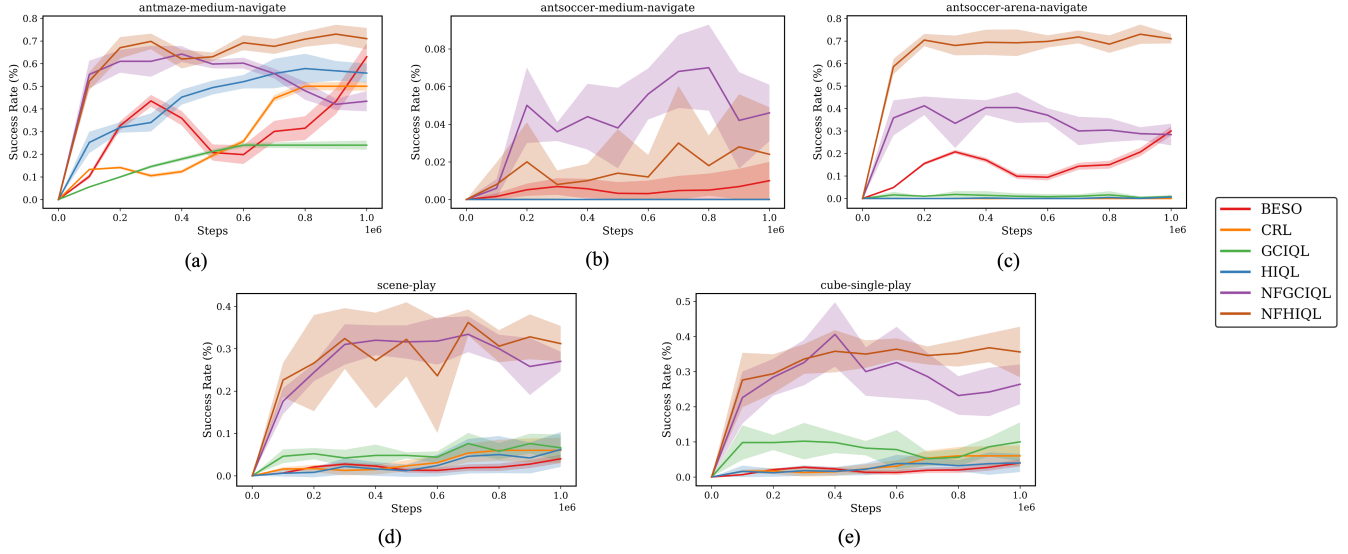 antmaze-medium-navigate
0.8
0.7
0.6
0.5
0.4
0.3
0.2
0.1
0.0
Success Rate (%)
0.0 0.2 0.4 0.6 0.8 1.0
Steps
1e6
(a)
antsoccer-medium-navigate
0.08
0.06
0.04
0.02
0.00
Success Rate (%)
0.0 0.2 0.4 0.6 0.8 1.0
Steps
1e6
(b)
antsoccer-arena-navigate
0.8
0.7
0.6
0.5
0.4
0.3
0.2
0.1
0.0
Success Rate (%)
0.0 0.2 0.4 0.6 0.8 1.0
Steps
1e6
(c)
BESO
CRL
GCIQL
HIQL
NFGCIQL
NFHIQL
scene-play
0.4
0.3
0.2
0.1
0.0
Success Rate (%)
0.0 0.2 0.4 0.6 0.8 1.0
Steps
1e6
(d)
cube-single-play
0.5
0.4
0.3
0.2
0.1
0.0
Success Rate (%)
0.0 0.2 0.4 0.6 0.8 1.0
Steps
1e6
(e)